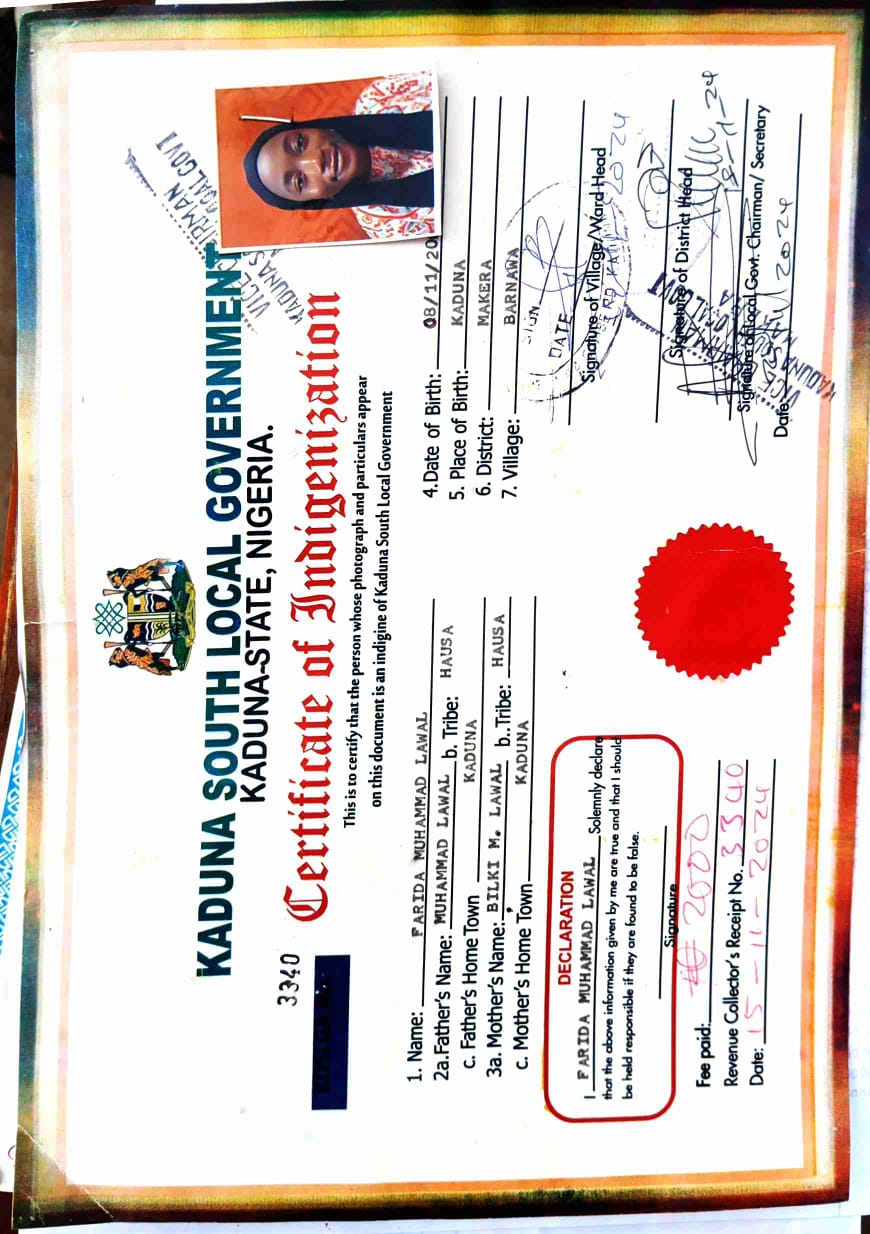 KADUNA SOUTH LOCAL GOVERNMENT
KADUNA-STATE, NIGERIA.
3340
Certificate of Indigenization
This is to certify that the person whose photograph and particulars appear
on this document is an indigine of Kaduna South Local Government
1. Name: FARIDA MUHAMMAD LAWAL
2a. Father's Name: MUHAMMAD LAWAL b. Tribe: HAUSA
c. Father's Home Town KADUNA
3a. Mother's Name: BILKI M. LAWAL b.. Tribe: HAUSA
c. Mother's Home Town KADUNA
4. Date of Birth: 08/11/20
5. Place of Birth: KADUNA
6. District: MAKERA
7. Village: BARNAWA
DECLARATION
I FARIDA MUHAMMAD LAWAL Solemnly declare
that the above information given by me are true and that I should
be held responsible if they are found to be false.
Signature
Fee paid: 2000
Revenue Collector's Receipt No. 3340
Date: 15-11-2024
SIGN
DATE
Signature of Village/Ward Head
Signature of District Head
Signature of Local Govt. Chairman/ Secretary
Date: 2024
VICE CHAIRMAN